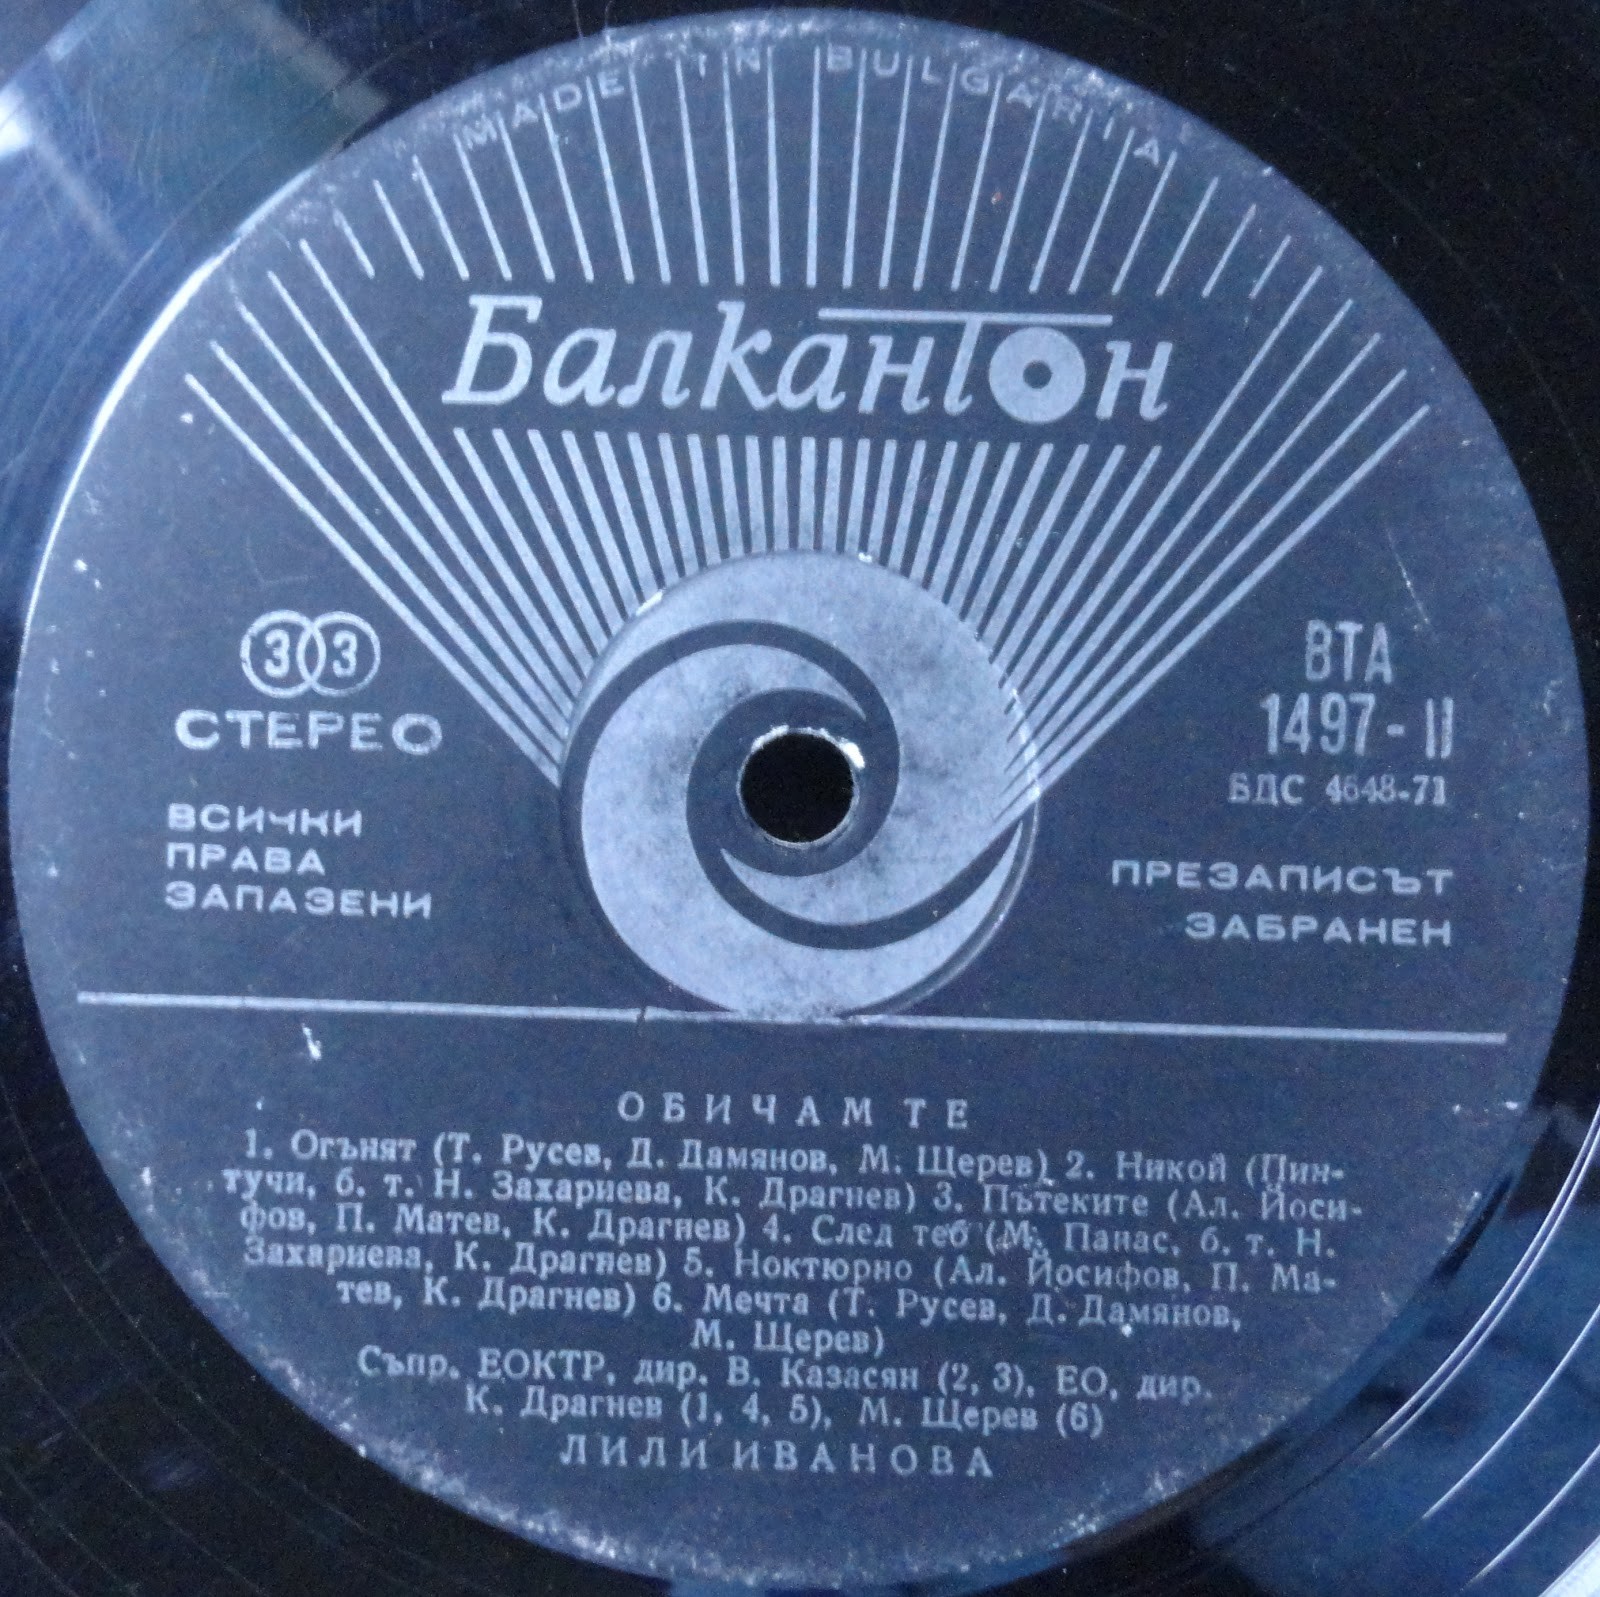 MADE IN BULGARIA
Балкантон
33
СТЕРЕО
ВСИЧКИ
ПРАВА
ЗАПАЗЕНИ
ВТА
1497-II
БДС 4648-71
ПРЕЗАПИСЪТ
ЗАБРАНЕН
ОБИЧАМ ТЕ
1. Огънят (Т. Русев, Д. Дамянов, М. Щерев) 2. Никой (Пин-
тучи, б. т. Н. Захариева, К. Драгнев) 3. Пътеките (Ал. Йоси-
фов, П. Матев, К. Драгнев) 4. След теб (М. Панас, б. т. Н.
Захариева, К. Драгнев) 5. Ноктюрно (Ал. Йосифов, П. Ма-
тев, К. Драгнев) 6. Мечта (Т. Русев, Д. Дамянов,
М. Щерев)
Съпр. ЕОКТР, дир. В. Казасян (2, 3), ЕО, дир.
К. Драгнев (1, 4, 5), М. Щерев (6)
ЛИЛИ ИВАНОВА